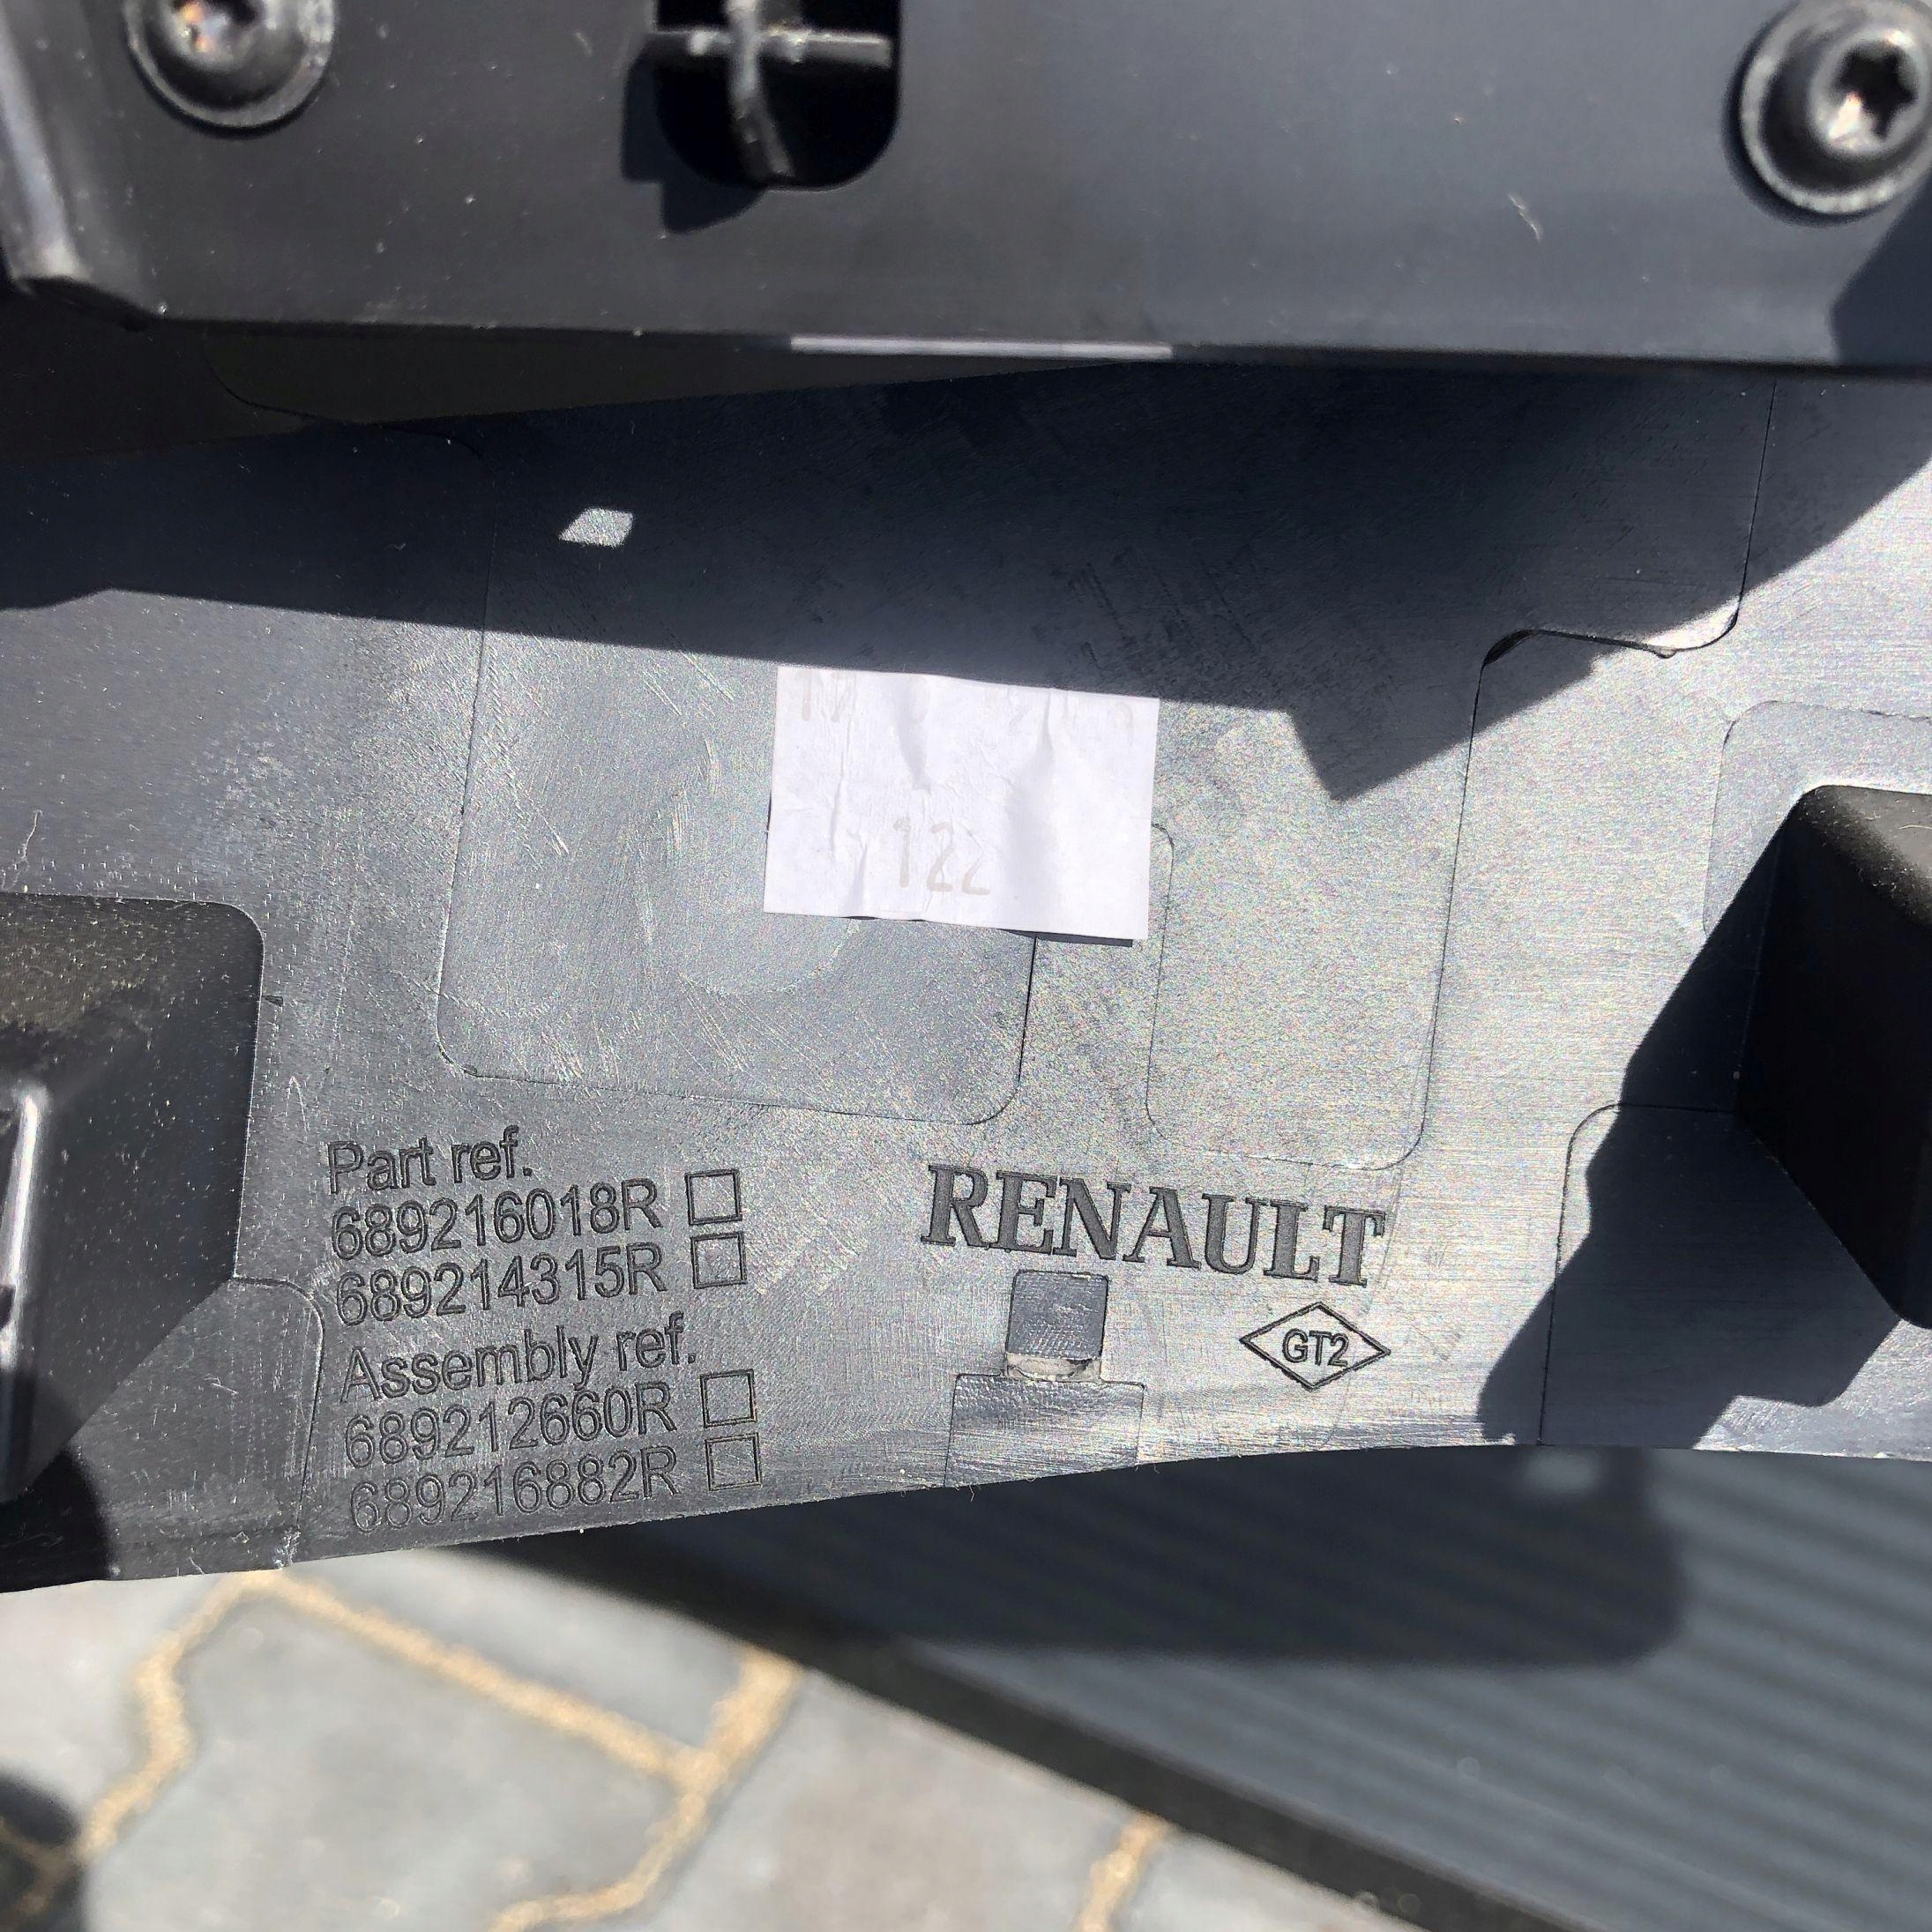 122
Part ref.
689216018R
689214315R
Assembly ref.
689212660R
689216882R
RENAULT
GT2